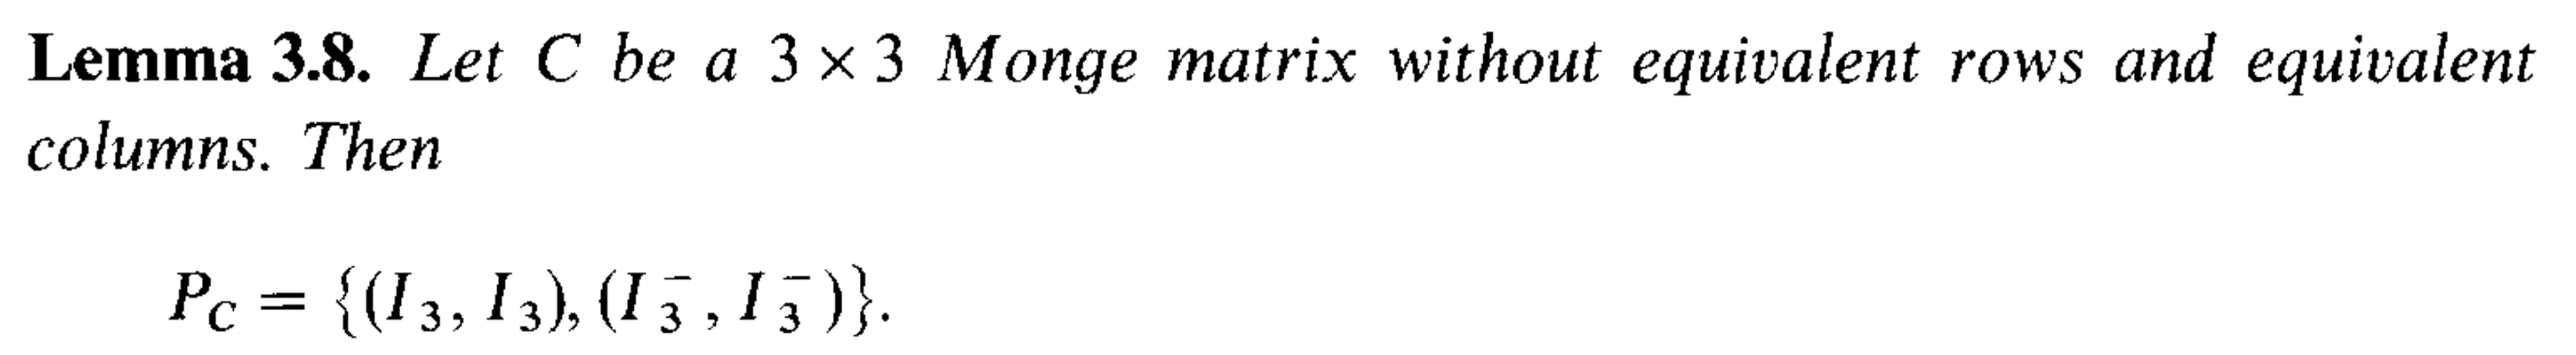 Lemma 3.8. Let C be a 3 × 3 Monge matrix without equivalent rows and equivalent
columns. Then
P_C = {(I_3, I_3), (I_3^-, I_3^-)}.